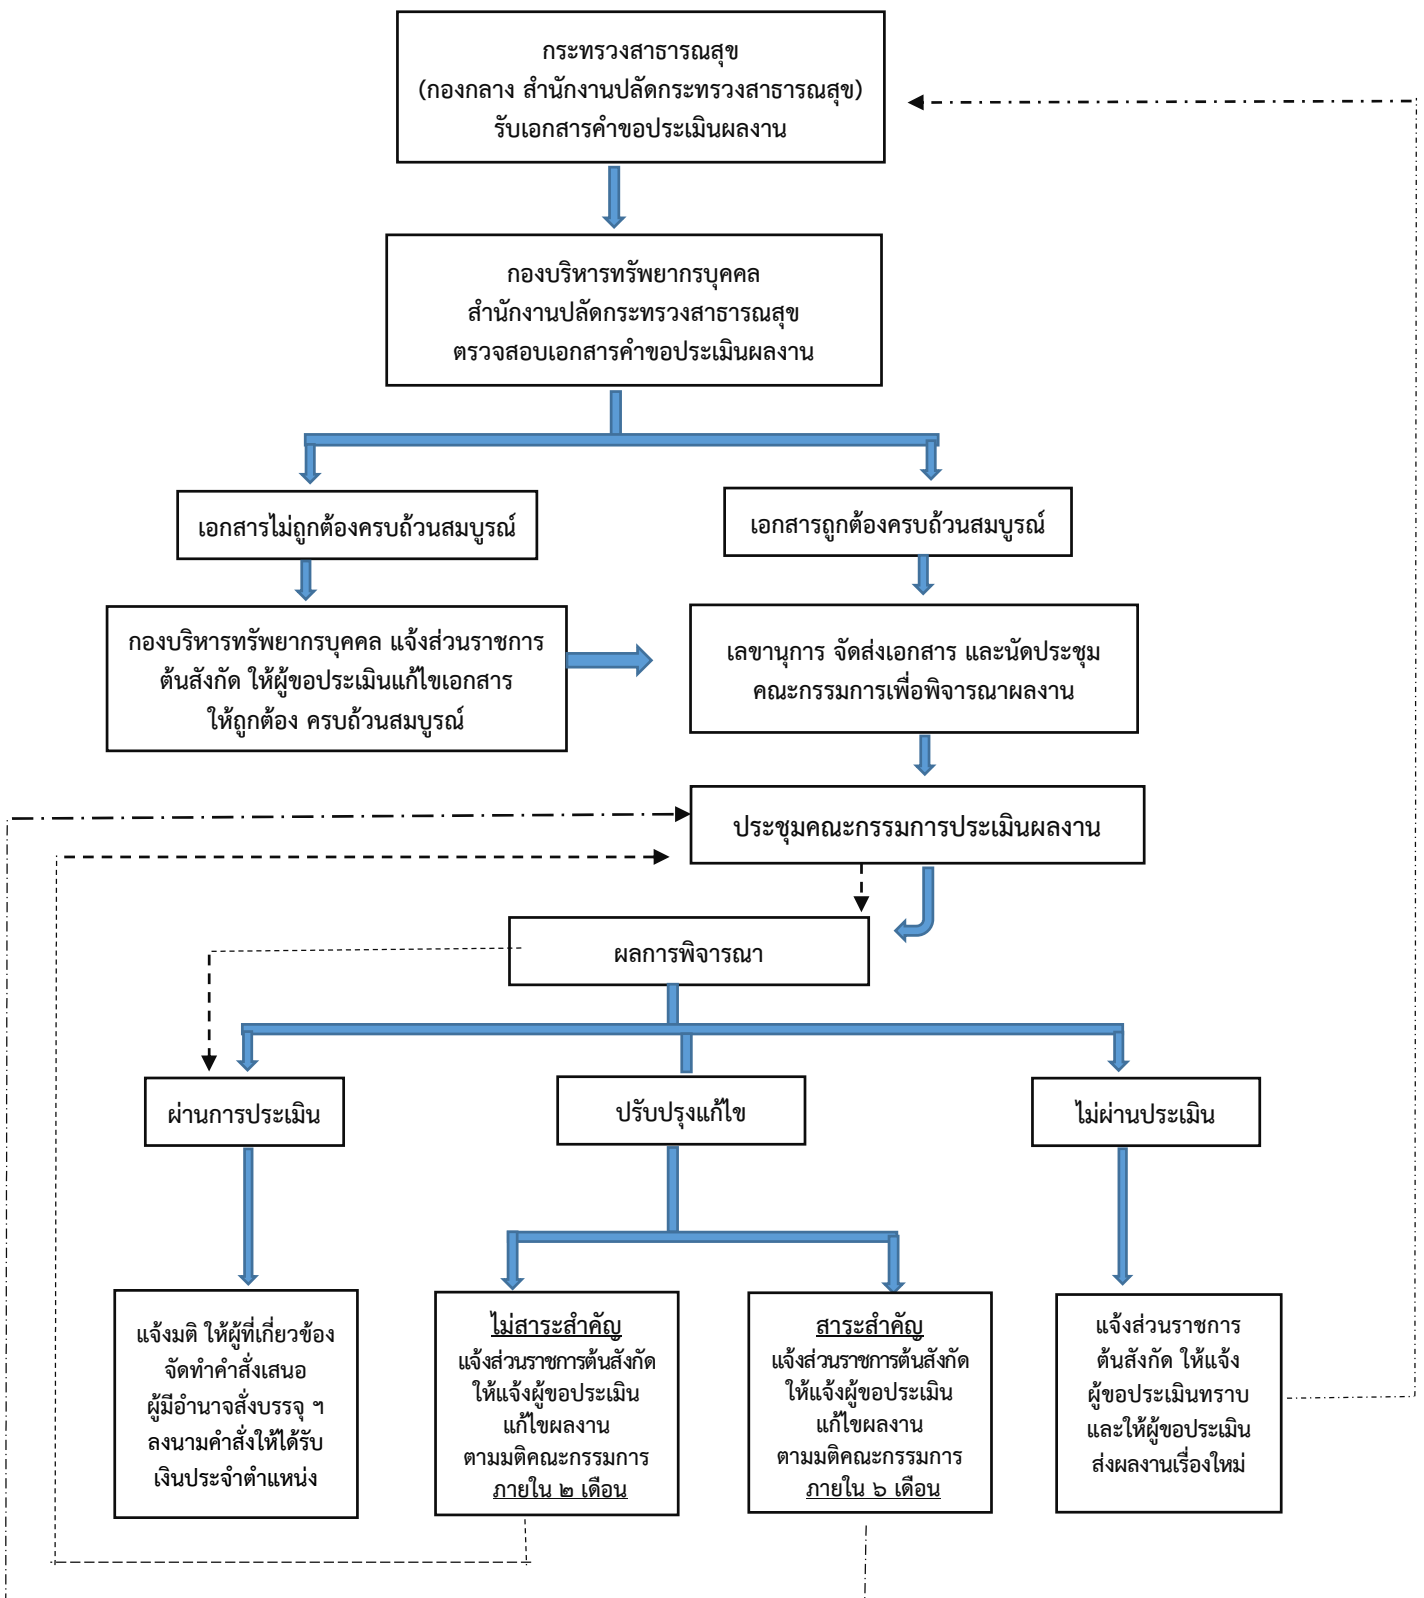 กระทรวงสาธารณสุข
(กองกลาง สำนักงานปลัดกระทรวงสาธารณสุข)
รับเอกสารคำขอประเมินผลงาน
กองบริหารทรัพยากรบุคคล
สำนักงานปลัดกระทรวงสาธารณสุข
ตรวจสอบเอกสารคำขอประเมินผลงาน
เอกสารไม่ถูกต้องครบถ้วนสมบูรณ์
เอกสารถูกต้องครบถ้วนสมบูรณ์
กองบริหารทรัพยากรบุคคล แจ้งส่วนราชการ
ต้นสังกัด ให้ผู้ขอประเมินแก้ไขเอกสาร
ให้ถูกต้อง ครบถ้วนสมบูรณ์
เลขานุการ จัดส่งเอกสาร และนัดประชุม
คณะกรรมการเพื่อพิจารณาผลงาน
ประชุมคณะกรรมการประเมินผลงาน
ผลการพิจารณา
ผ่านการประเมิน
ปรับปรุงแก้ไข
ไม่ผ่านประเมิน
แจ้งมติ ให้ผู้ที่เกี่ยวข้อง
จัดทำคำสั่งเสนอ
ผู้มีอำนาจสั่งบรรจุ ฯ
ลงนามคำสั่งให้ได้รับ
เงินประจำตำแหน่ง
ไม่สาระสำคัญ
แจ้งส่วนราชการต้นสังกัด
ให้แจ้งผู้ขอประเมิน
แก้ไขผลงาน
ตามมติคณะกรรมการ
ภายใน ๒ เดือน
สาระสำคัญ
แจ้งส่วนราชการต้นสังกัด
ให้แจ้งผู้ขอประเมิน
แก้ไขผลงาน
ตามมติคณะกรรมการ
ภายใน ๖ เดือน
แจ้งส่วนราชการ
ต้นสังกัด ให้แจ้ง
ผู้ขอประเมินทราบ
และให้ผู้ขอประเมิน
ส่งผลงานเรื่องใหม่